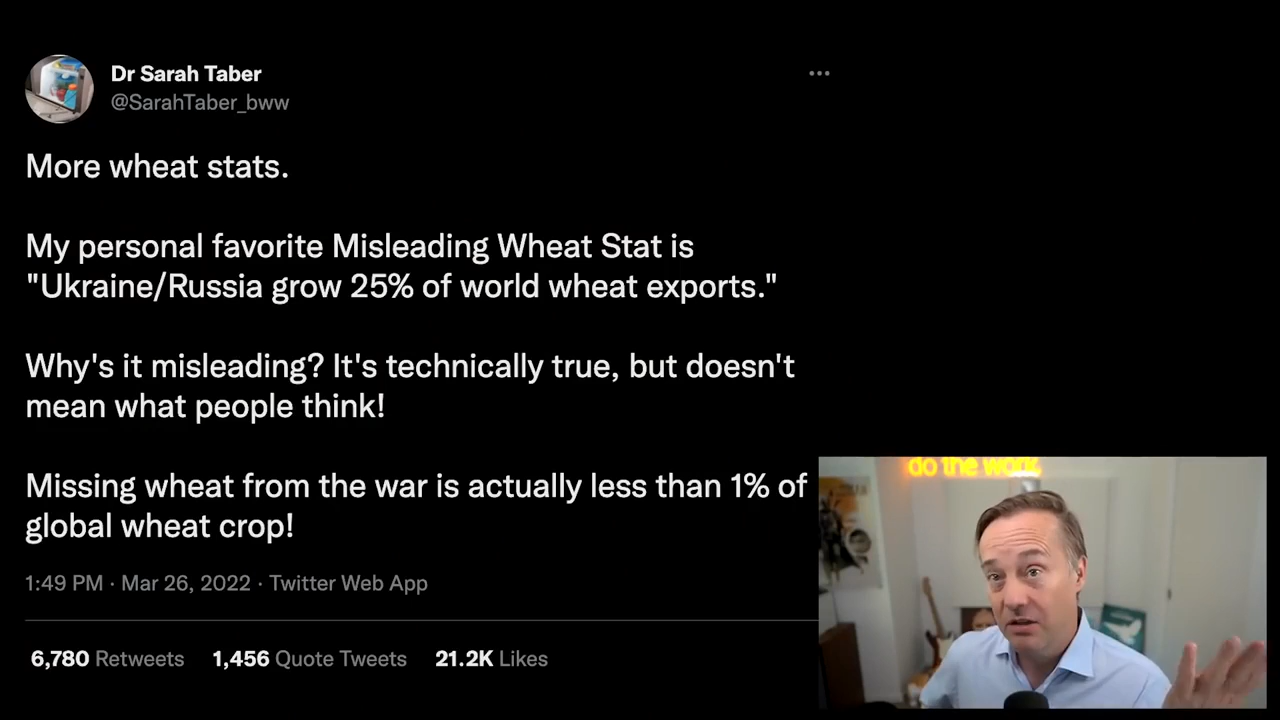 Dr Sarah Taber
@SarahTaber_bww
More wheat stats.
My personal favorite Misleading Wheat Stat is
"Ukraine/Russia grow 25% of world wheat exports."
Why's it misleading? It's technically true, but doesn't
mean what people think!
Missing wheat from the war is actually less than 1% of
global wheat crop!
1:49 PM · Mar 26, 2022 · Twitter Web App
6,780 Retweets 1,456 Quote Tweets 21.2K Likes
do the work